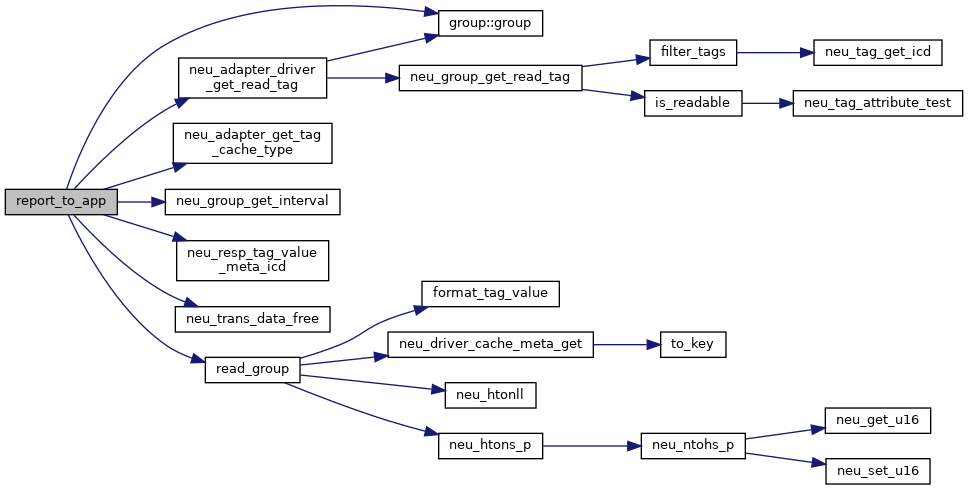 report_to_app
group::group
neu_adapter_driver
_get_read_tag
neu_group_get_read_tag
filter_tags
neu_tag_get_icd
is_readable
neu_tag_attribute_test
neu_adapter_get_tag
_cache_type
neu_group_get_interval
neu_resp_tag_value
_meta_icd
neu_trans_data_free
read_group
format_tag_value
neu_driver_cache_meta_get
to_key
neu_htonll
neu_htons_p
neu_ntohs_p
neu_get_u16
neu_set_u16